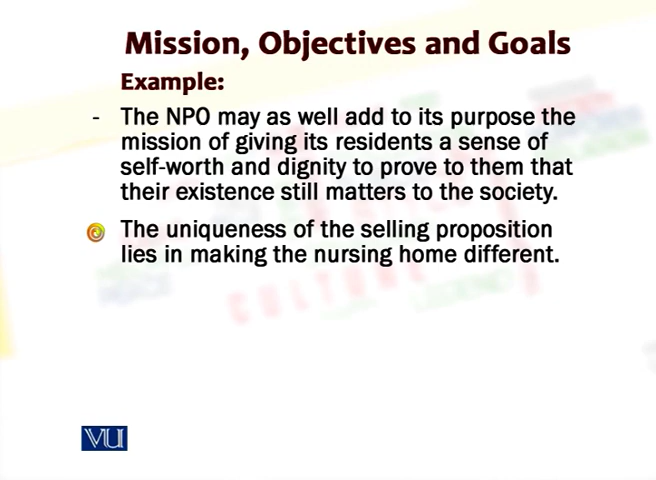 Mission, Objectives and Goals
Example:
- The NPO may as well add to its purpose the
mission of giving its residents a sense of
self-worth and dignity to prove to them that
their existence still matters to the society.
The uniqueness of the selling proposition
lies in making the nursing home different.
CULTURE
VU